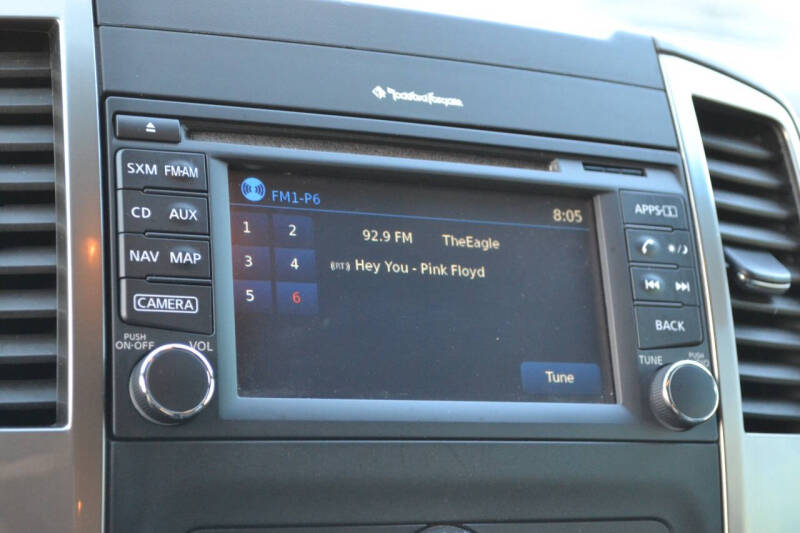 Rockford Fosgate
SXM FM·AM
CD AUX
NAV MAP
CAMERA
PUSH
ON·OFF VOL
FM1-P6
8:05
1 2
92.9 FM TheEagle
3 4
(RT) Hey You - Pink Floyd
5 6
Tune
APPS·
BACK
TUNE PUSH